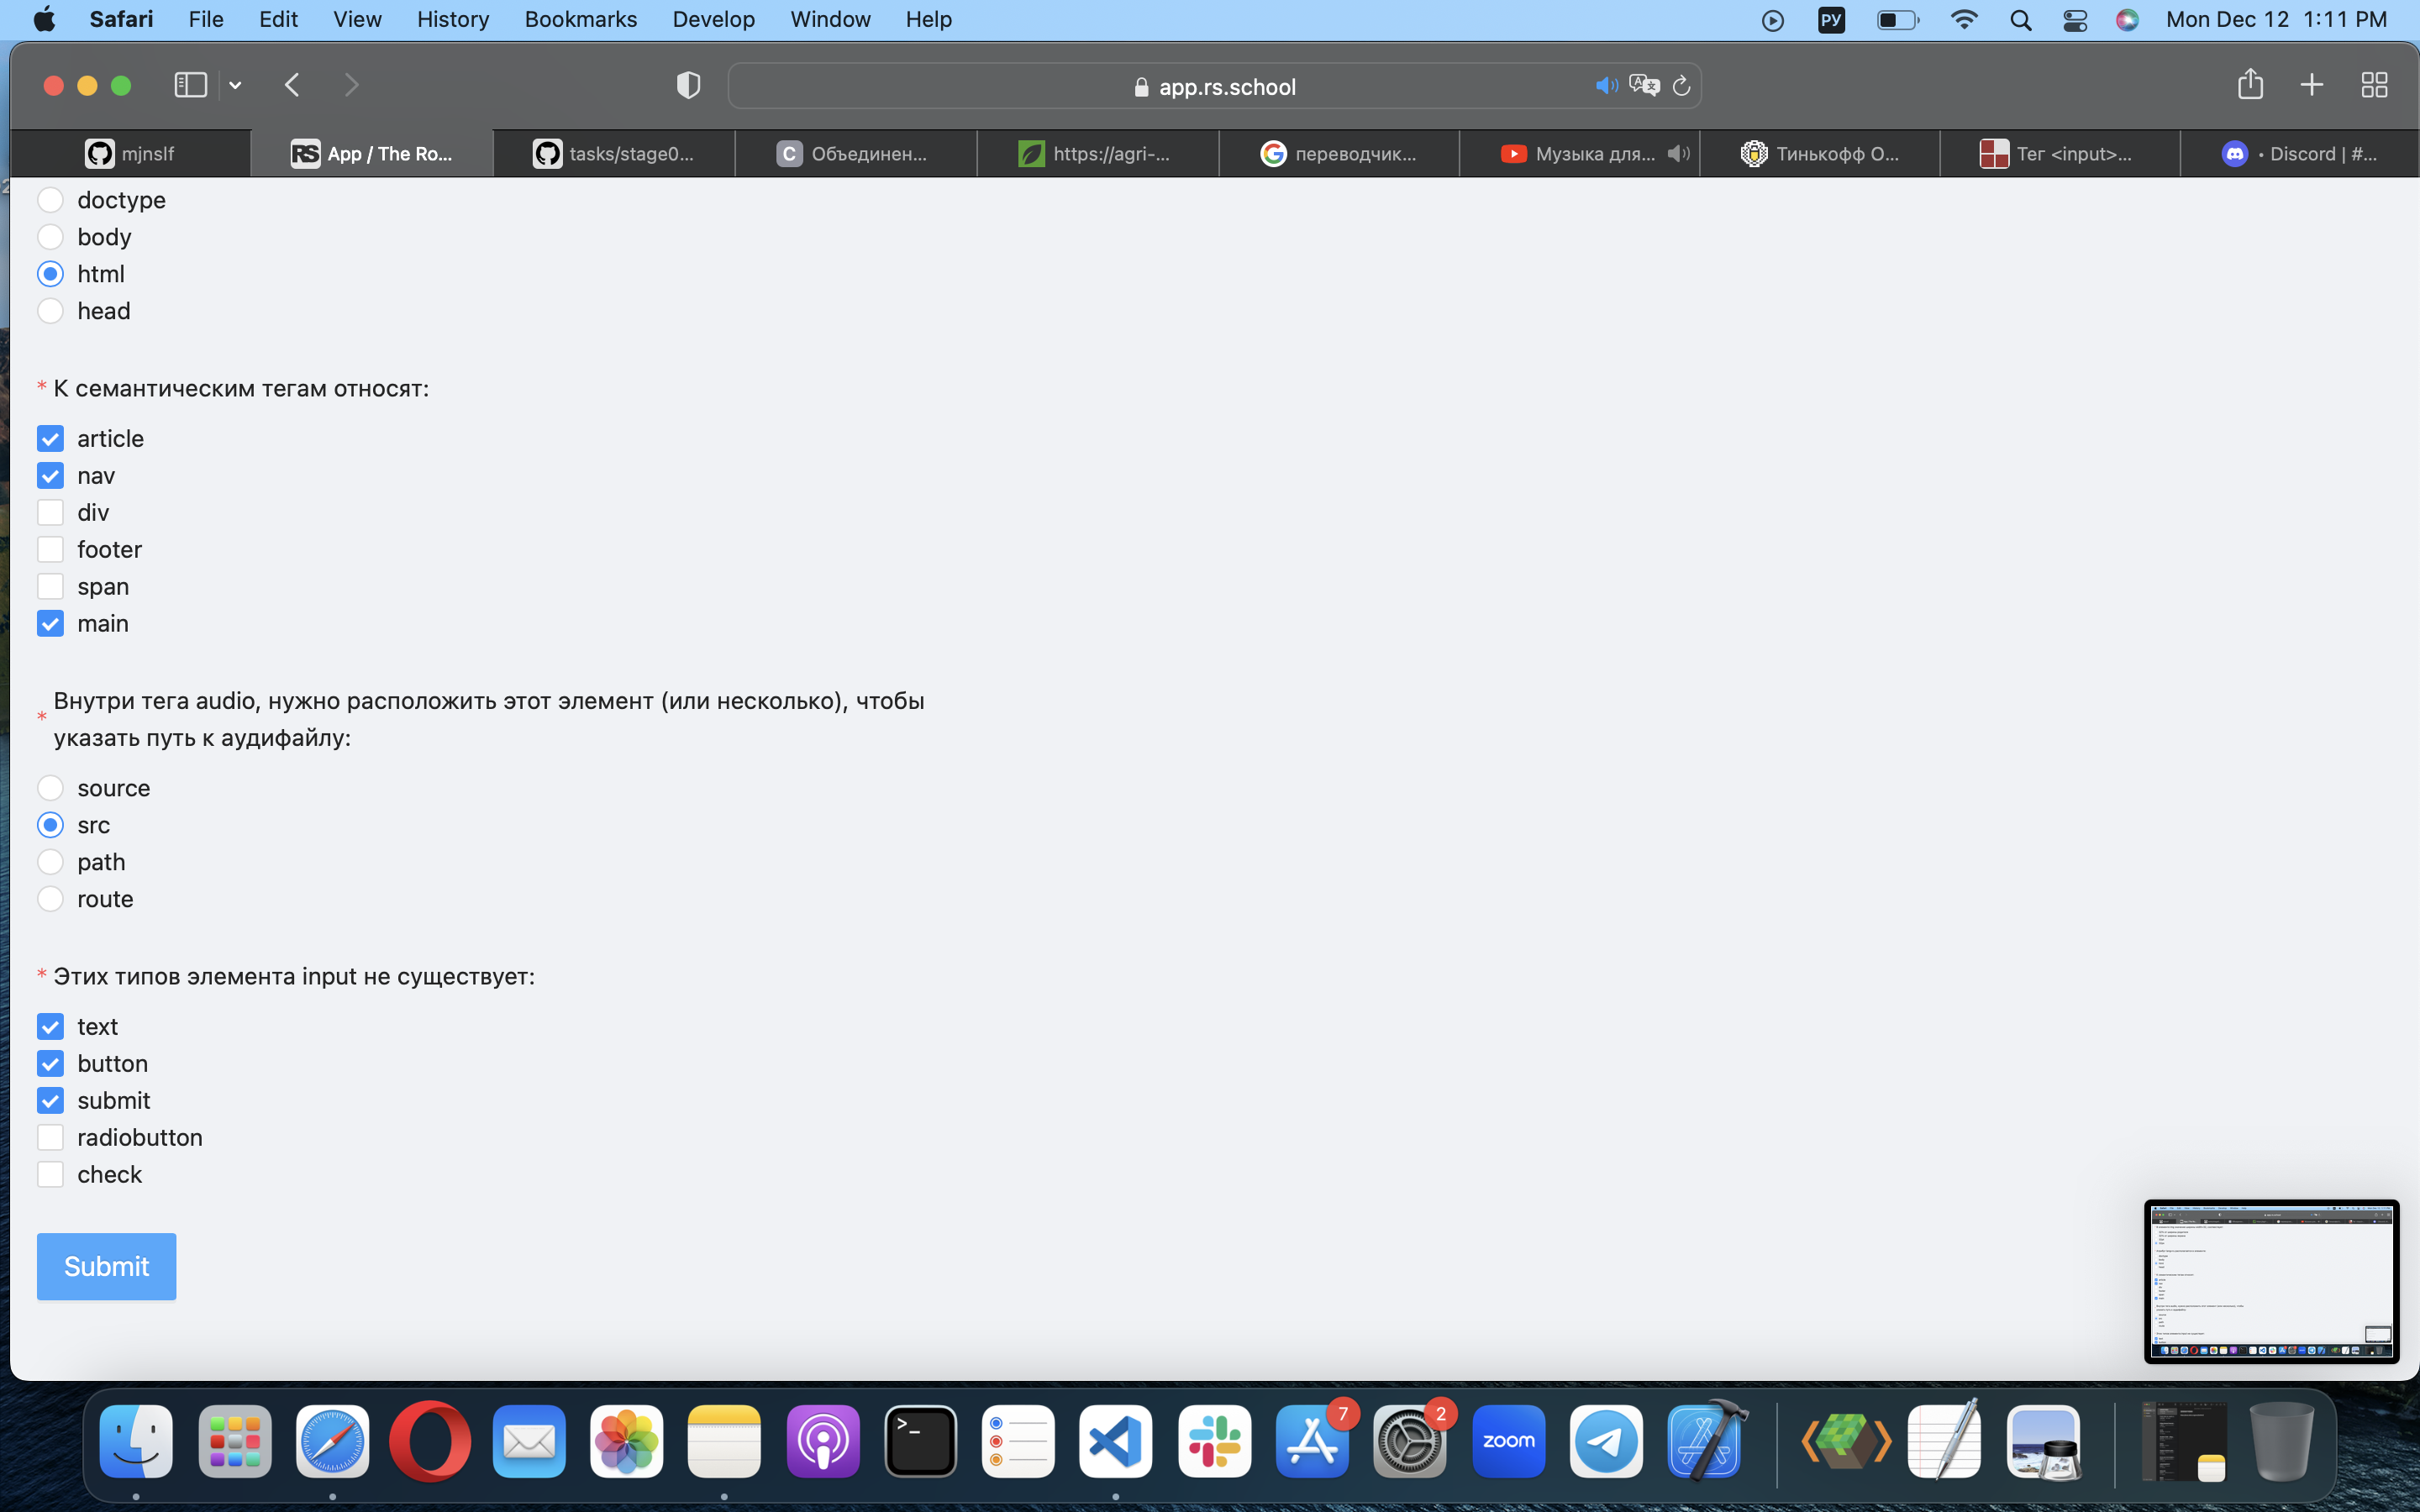 Safari File Edit View History Bookmarks Develop Window Help РУ Mon Dec 12 1:11 PM
app.rs.school
mjnslf RS App / The Ro... tasks/stage0... C Объединен... https://agri-... переводчик... Музыка для... Тинькофф О... Тег <input>... • Discord | #...
doctype
body
html
head
* К семантическим тегам относят:
article
nav
div
footer
span
main
* Внутри тега audio, нужно расположить этот элемент (или несколько), чтобы
указать путь к аудифайлу:
source
src
path
route
* Этих типов элемента input не существует:
text
button
submit
radiobutton
check
Submit
7 2 zoom